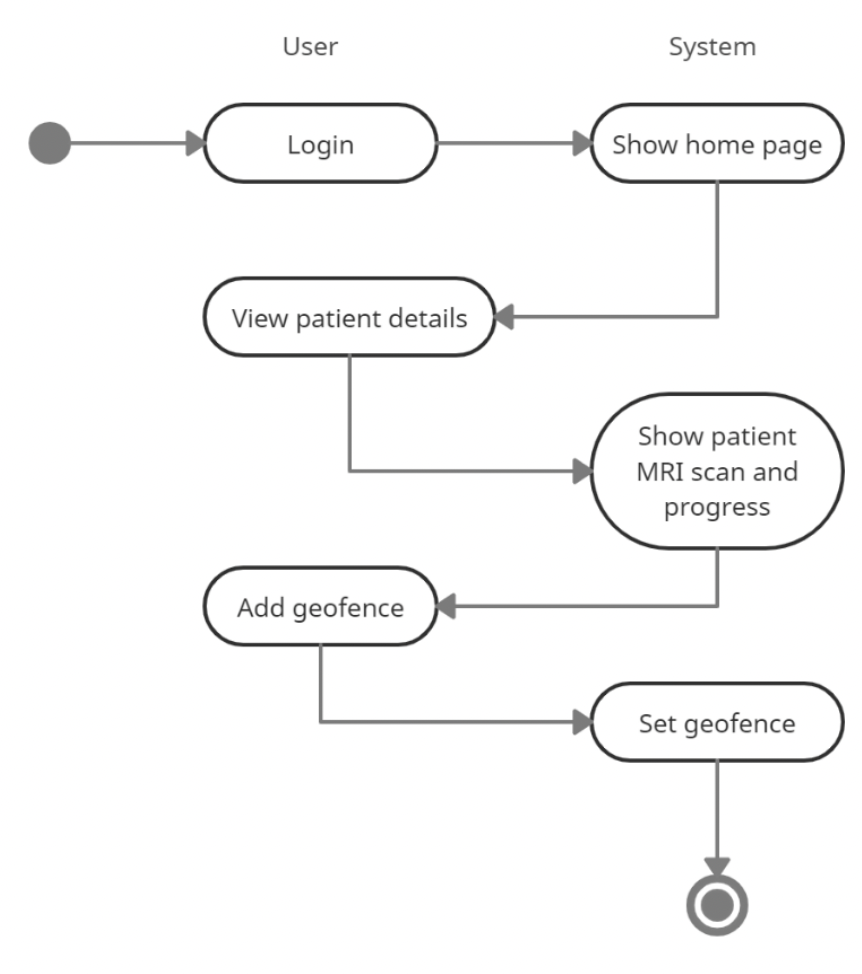 User
System
Login
Show home page
View patient details
Show patient
MRI scan and
progress
Add geofence
Set geofence